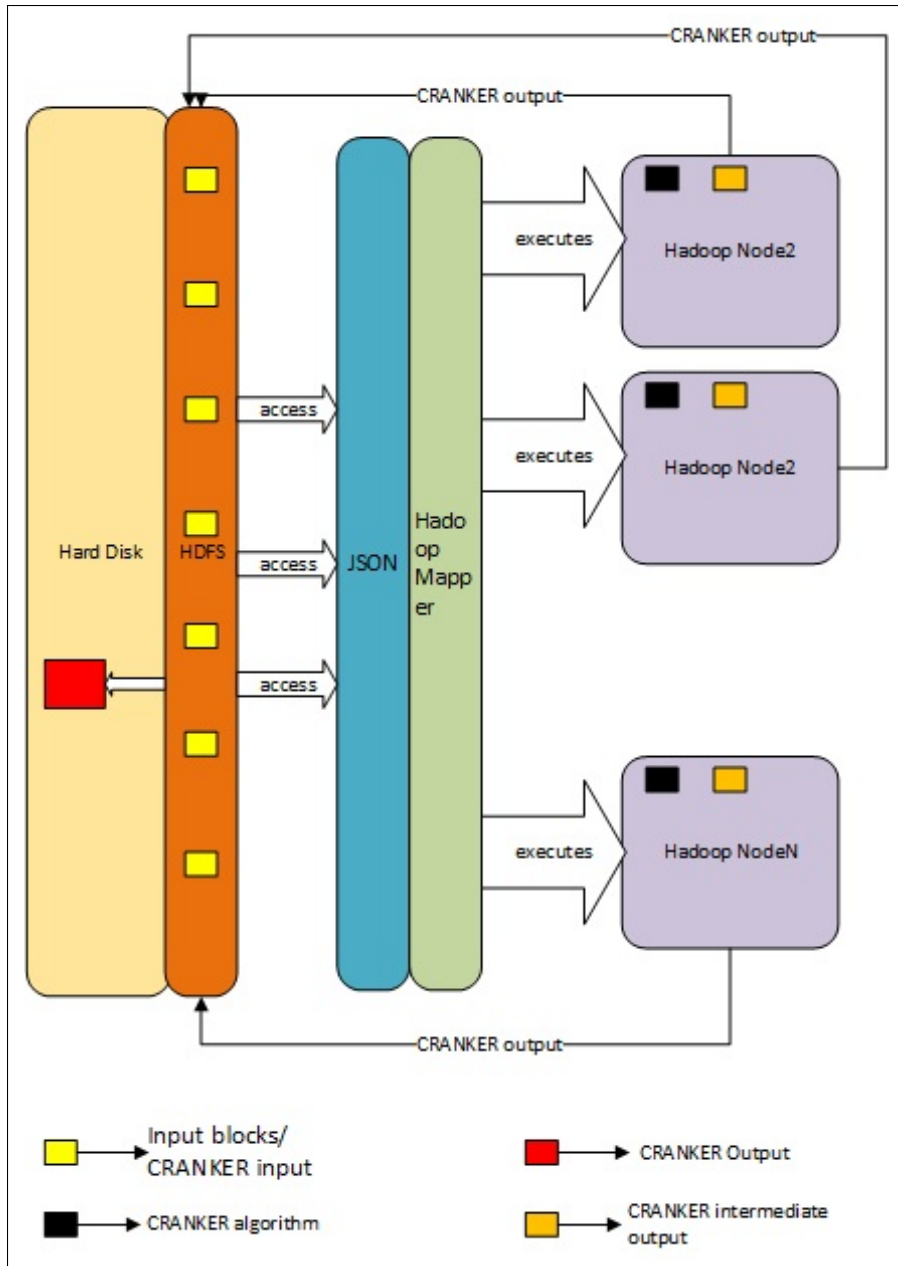 CRANKER output
CRANKER output
executes
Hadoop Node2
access
executes
Hadoop Node2
Hard Disk
HDFS
access
JSON
Hado
op
Mapp
er
access
executes
Hadoop NodeN
CRANKER output
Input blocks/
CRANKER input
CRANKER Output
CRANKER algorithm
CRANKER intermediate
output